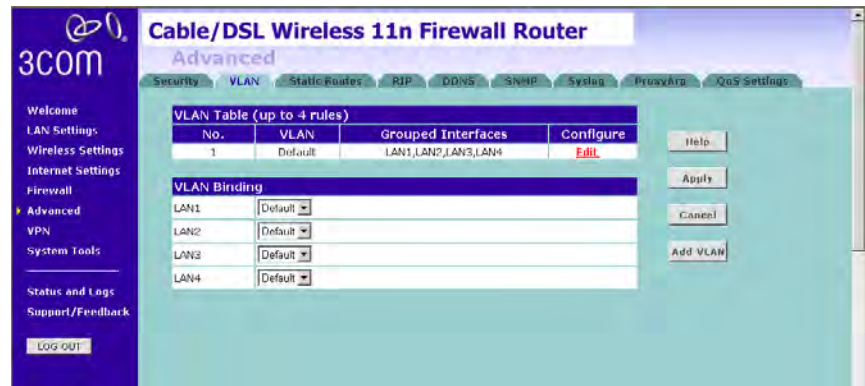 3COM
Cable/DSL Wireless 11n Firewall Router
Advanced
Security VLAN Static Routes RIP DDNS SNMP Syslog ProxyArp QoS Settings
Welcome
LAN Settings
Wireless Settings
Internet Settings
Firewall
Advanced
VPN
System Tools
Status and Logs
Support/Feedback
LOG OUT
VLAN Table (up to 4 rules)
No. VLAN Grouped Interfaces Configure
1 Default LAN1,LAN2,LAN3,LAN4 Edit
VLAN Binding
LAN1 Default
LAN2 Default
LAN3 Default
LAN4 Default
Help
Apply
Cancel
Add VLAN